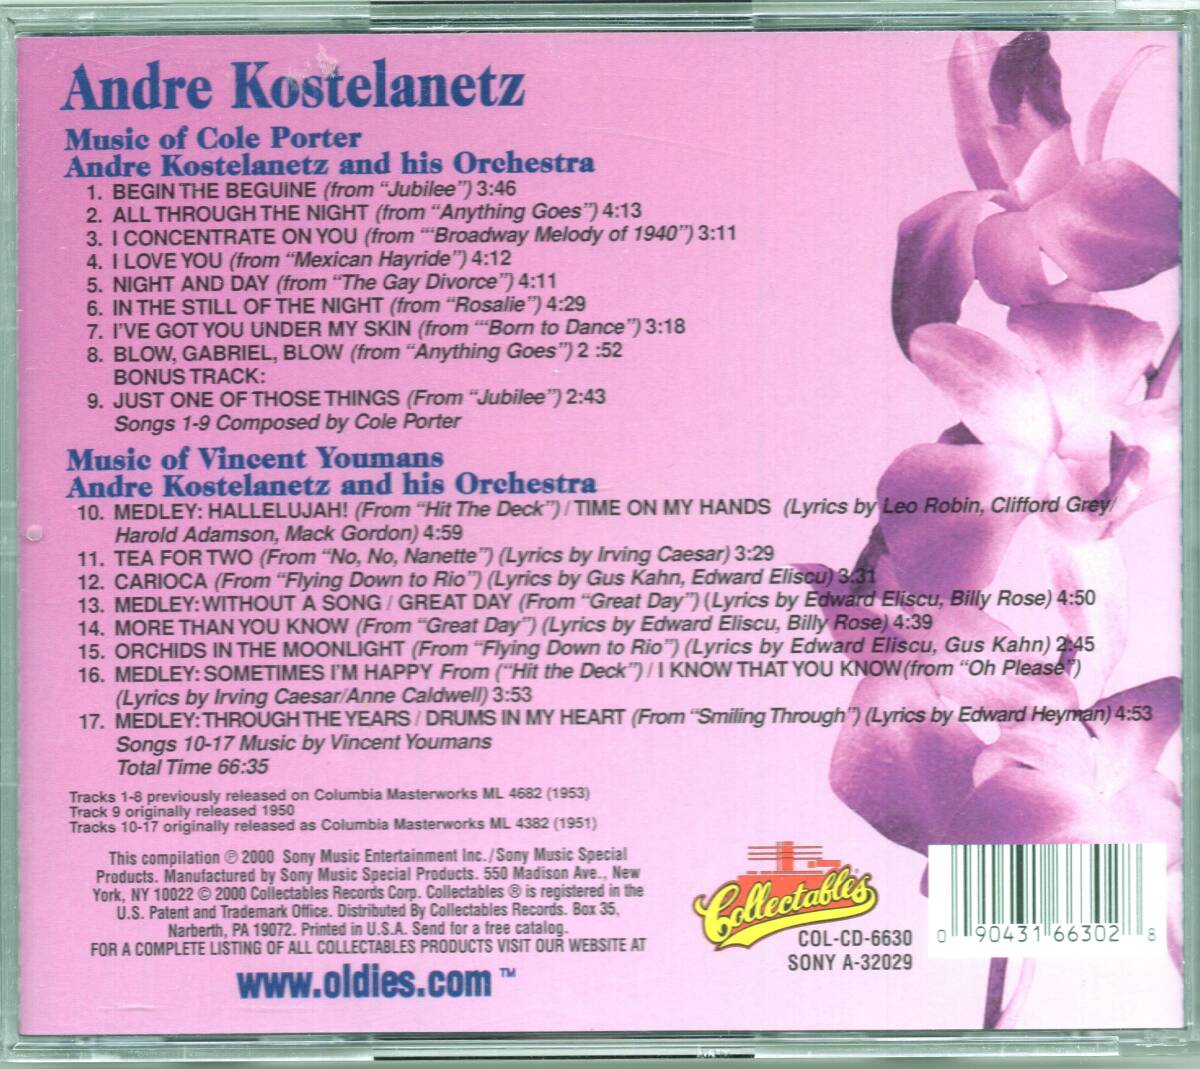 Andre Kostelanetz
Music of Cole Porter
Andre Kostelanetz and his Orchestra
1. BEGIN THE BEGUINE (from "Jubilee") 3:46
2. ALL THROUGH THE NIGHT (from "Anything Goes") 4:13
3. I CONCENTRATE ON YOU (from "'Broadway Melody of 1940") 3:11
4. I LOVE YOU (from "Mexican Hayride") 4:12
5. NIGHT AND DAY (from "The Gay Divorce") 4:11
6. IN THE STILL OF THE NIGHT (from "Rosalie") 4:29
7. I'VE GOT YOU UNDER MY SKIN (from "'Born to Dance") 3:18
8. BLOW, GABRIEL, BLOW (from "Anything Goes") 2 :52
BONUS TRACK:
9. JUST ONE OF THOSE THINGS (From "Jubilee") 2:43
Songs 1-9 Composed by Cole Porter
Music of Vincent Youmans
Andre Kostelanetz and his Orchestra
10. MEDLEY: HALLELUJAH! (From "Hit The Deck") / TIME ON MY HANDS (Lyrics by Leo Robin, Clifford Grey/
Harold Adamson, Mack Gordon) 4:59
11. TEA FOR TWO (From "No, No, Nanette") (Lyrics by Irving Caesar) 3:29
12. CARIOCA (From "Flying Down to Rio") (Lyrics by Gus Kahn, Edward Eliscu) 3:31
13. MEDLEY: WITHOUT A SONG / GREAT DAY (From "Great Day") (Lyrics by Edward Eliscu, Billy Rose) 4:50
14. MORE THAN YOU KNOW (From "Great Day") (Lyrics by Edward Eliscu, Billy Rose) 4:39
15. ORCHIDS IN THE MOONLIGHT (From "Flying Down to Rio") (Lyrics by Edward Eliscu, Gus Kahn) 2:45
16. MEDLEY: SOMETIMES I'M HAPPY From ("Hit the Deck") / I KNOW THAT YOU KNOW (from "Oh Please")
(Lyrics by Irving Caesar/Anne Caldwell) 3:53
17. MEDLEY: THROUGH THE YEARS / DRUMS IN MY HEART (From "Smiling Through") (Lyrics by Edward Heyman) 4:53
Songs 10-17 Music by Vincent Youmans
Total Time 66:35
Tracks 1-8 previously released on Columbia Masterworks ML 4682 (1953)
Track 9 originally released 1950
Tracks 10-17 originally released as Columbia Masterworks ML 4382 (1951)
This compilation ℗ 2000 Sony Music Entertainment Inc./Sony Music Special
Products. Manufactured by Sony Music Special Products. 550 Madison Ave., New
York, NY 10022 © 2000 Collectables Records Corp. Collectables ® is registered in the
U.S. Patent and Trademark Office. Distributed By Collectables Records. Box 35,
Narberth, PA 19072. Printed in U.S.A. Send for a free catalog.
FOR A COMPLETE LISTING OF ALL COLLECTABLES PRODUCTS VISIT OUR WEBSITE AT
www.oldies.com ™
Collectables
COL-CD-6630
SONY A-32029
0 90431 66302 8